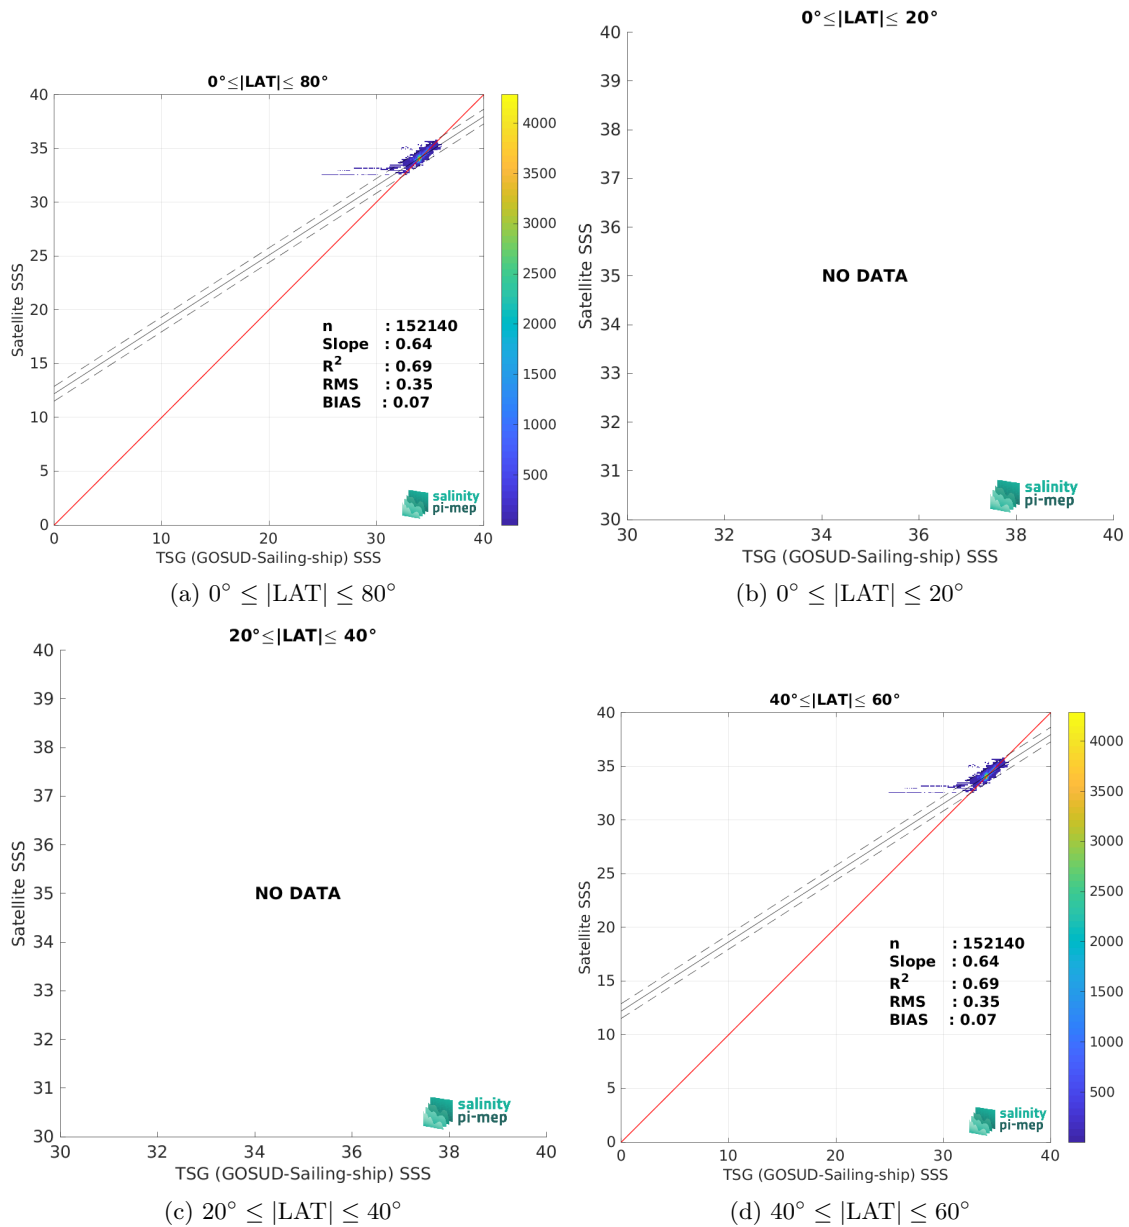 0°≤|LAT|≤ 80°
40
35
30
25
20
15
10
5
0
Satellite SSS
0
10
20
30
40
TSG (GOSUD-Sailing-ship) SSS
n : 152140
Slope : 0.64
R² : 0.69
RMS : 0.35
BIAS : 0.07
salinity
pi-mep
4000
3500
3000
2500
2000
1500
1000
500
(a) 0° ≤ |LAT| ≤ 80°
0°≤|LAT|≤ 20°
40
39
38
37
36
35
34
33
32
31
30
Satellite SSS
NO DATA
salinity
pi-mep
30
32
34
36
38
40
TSG (GOSUD-Sailing-ship) SSS
(b) 0° ≤ |LAT| ≤ 20°
20°≤|LAT|≤ 40°
40
39
38
37
36
35
34
33
32
31
30
Satellite SSS
NO DATA
salinity
pi-mep
30
32
34
36
38
40
TSG (GOSUD-Sailing-ship) SSS
(c) 20° ≤ |LAT| ≤ 40°
40°≤|LAT|≤ 60°
40
35
30
25
20
15
10
5
0
Satellite SSS
n : 152140
Slope : 0.64
R² : 0.69
RMS : 0.35
BIAS : 0.07
salinity
pi-mep
0
10
20
30
40
TSG (GOSUD-Sailing-ship) SSS
4000
3500
3000
2500
2000
1500
1000
500
(d) 40° ≤ |LAT| ≤ 60°